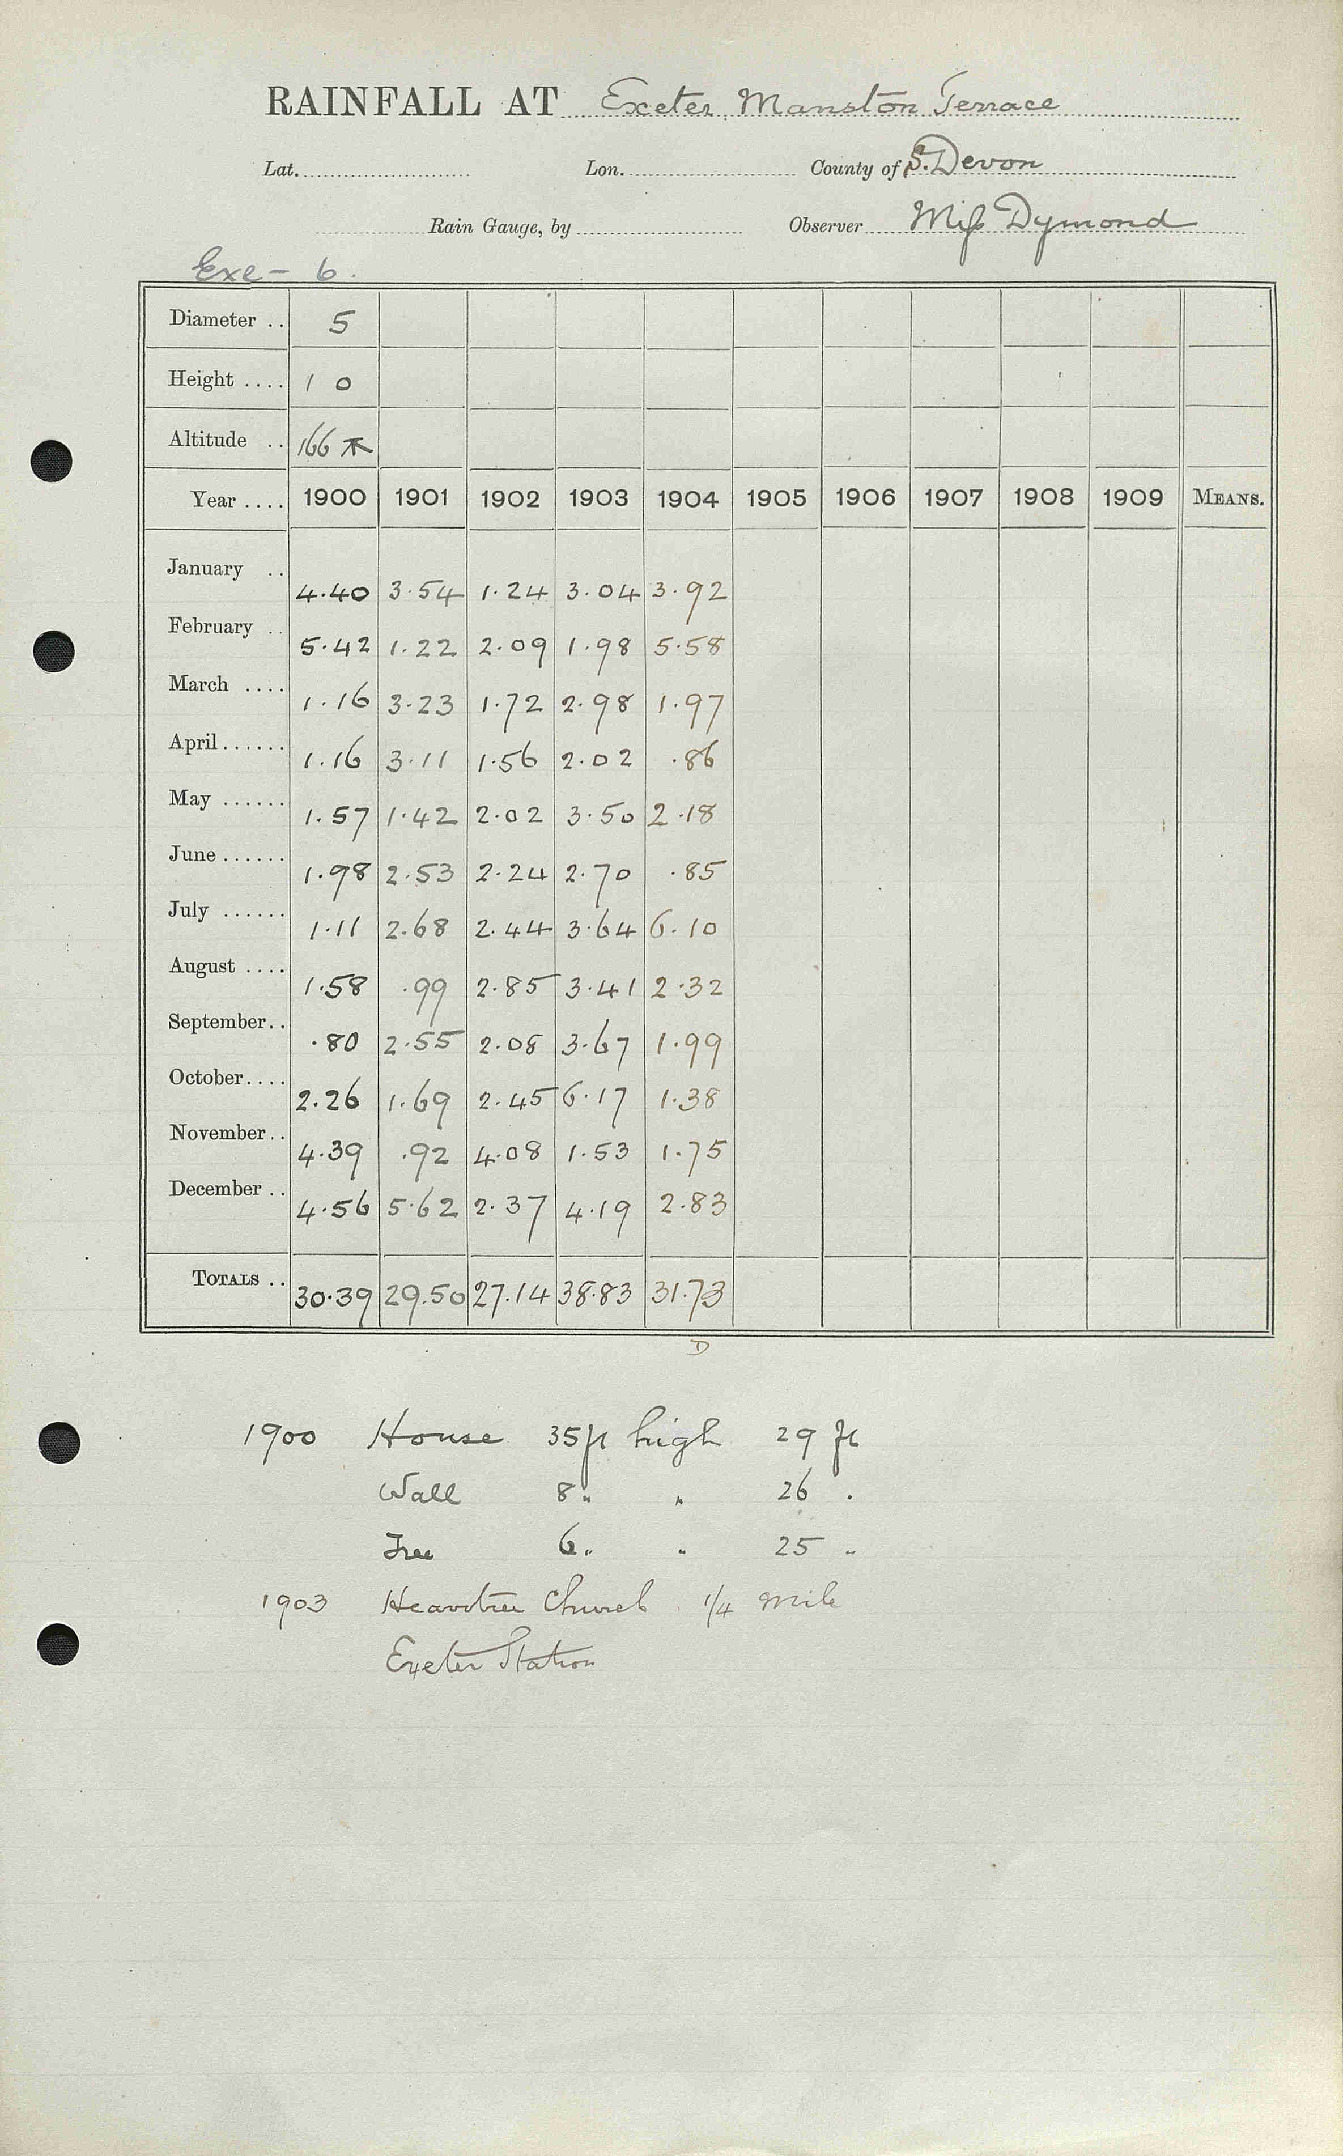 RAINFALL AT Exeter, Manston Terrace
Lat. Lon. County of S. Devon
Rain Gauge, by Observer Miss Dymond
Exe - 6.
Diameter .. 5
Height .... 1 0
Altitude .. 166
Year .... 1900 1901 1902 1903 1904 1905 1906 1907 1908 1909 MEANS.
January .. 4.40 3.54 1.24 3.04 3.92
February .. 5.42 1.22 2.09 1.98 5.58
March .... 1.16 3.23 1.72 2.98 1.97
April ...... 1.16 3.11 1.56 2.02 .86
May ...... 1.57 1.42 2.02 3.50 2.18
June ...... 1.98 2.53 2.24 2.70 .85
July ...... 1.11 2.68 2.44 3.64 6.10
August .... 1.58 .99 2.85 3.41 2.32
September.. .80 2.55 2.08 3.67 1.99
October.... 2.26 1.69 2.45 6.17 1.38
November.. 4.39 .92 4.08 1.53 1.75
December .. 4.56 5.62 2.37 4.19 2.83
TOTALS .. 30.39 29.50 27.14 38.83 31.73
D
1900 House 35 ft high 29 ft
Wall 8 " " 26 "
Tree 6 " " 25 "
1903 Heavitree Church 1/4 mile
Exeter Station